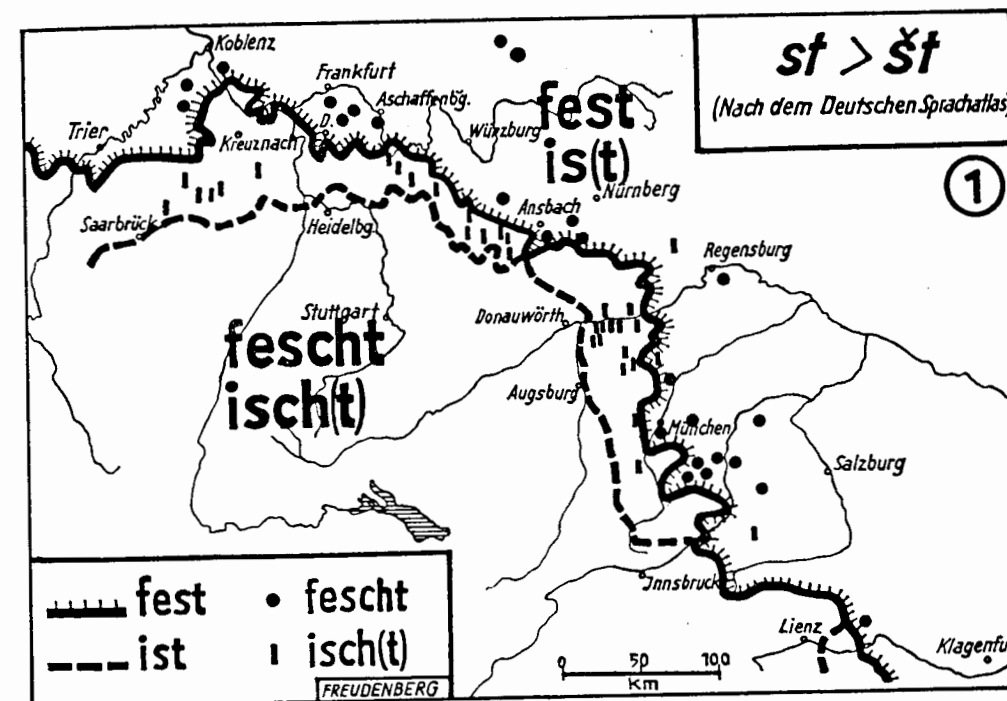 st > št
(Nach dem Deutschen Sprachatlas)
1
Koblenz
Frankfurt
Aschaffenbg.
D.
Trier
Kreuznach
Würzburg
fest
is(t)
Nürnberg
Ansbach
Saarbrück.
Heidelbg.
Regensburg
Stuttgart
Donauwörth
fescht
isch(t)
Augsburg
München
Salzburg
Innsbruck
Lienz
Klagenfu
fest
fescht
ist
isch(t)
FREUDENBERG
0 50 100
km